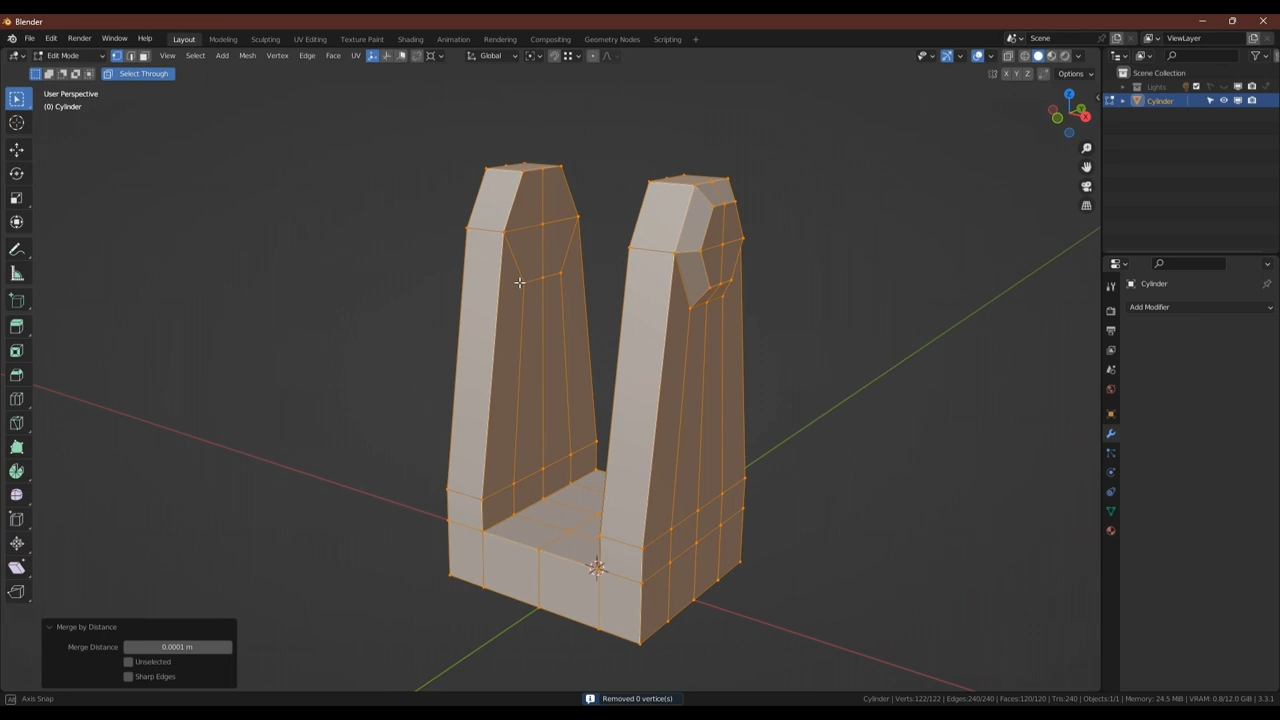 Blender
File Edit Render Window Help Layout Modeling Sculpting UV Editing Texture Paint Shading Animation Rendering Compositing Geometry Nodes Scripting + Scene ViewLayer
Edit Mode View Select Add Mesh Vertex Edge Face UV Global
Select Through X Y Z Options
User Perspective
(0) Cylinder
Scene Collection
Lights
Cylinder
Z
Y
X
Cylinder
Add Modifier
Merge by Distance
Merge Distance 0.0001 m
Unselected
Sharp Edges
Axis Snap Removed 0 vertice(s) Cylinder | Verts:122/122 | Edges:240/240 | Faces:120/120 | Tris:240 | Objects:1/1 | Memory: 24.5 MiB | VRAM: 0.8/12.0 GiB | 3.3.1